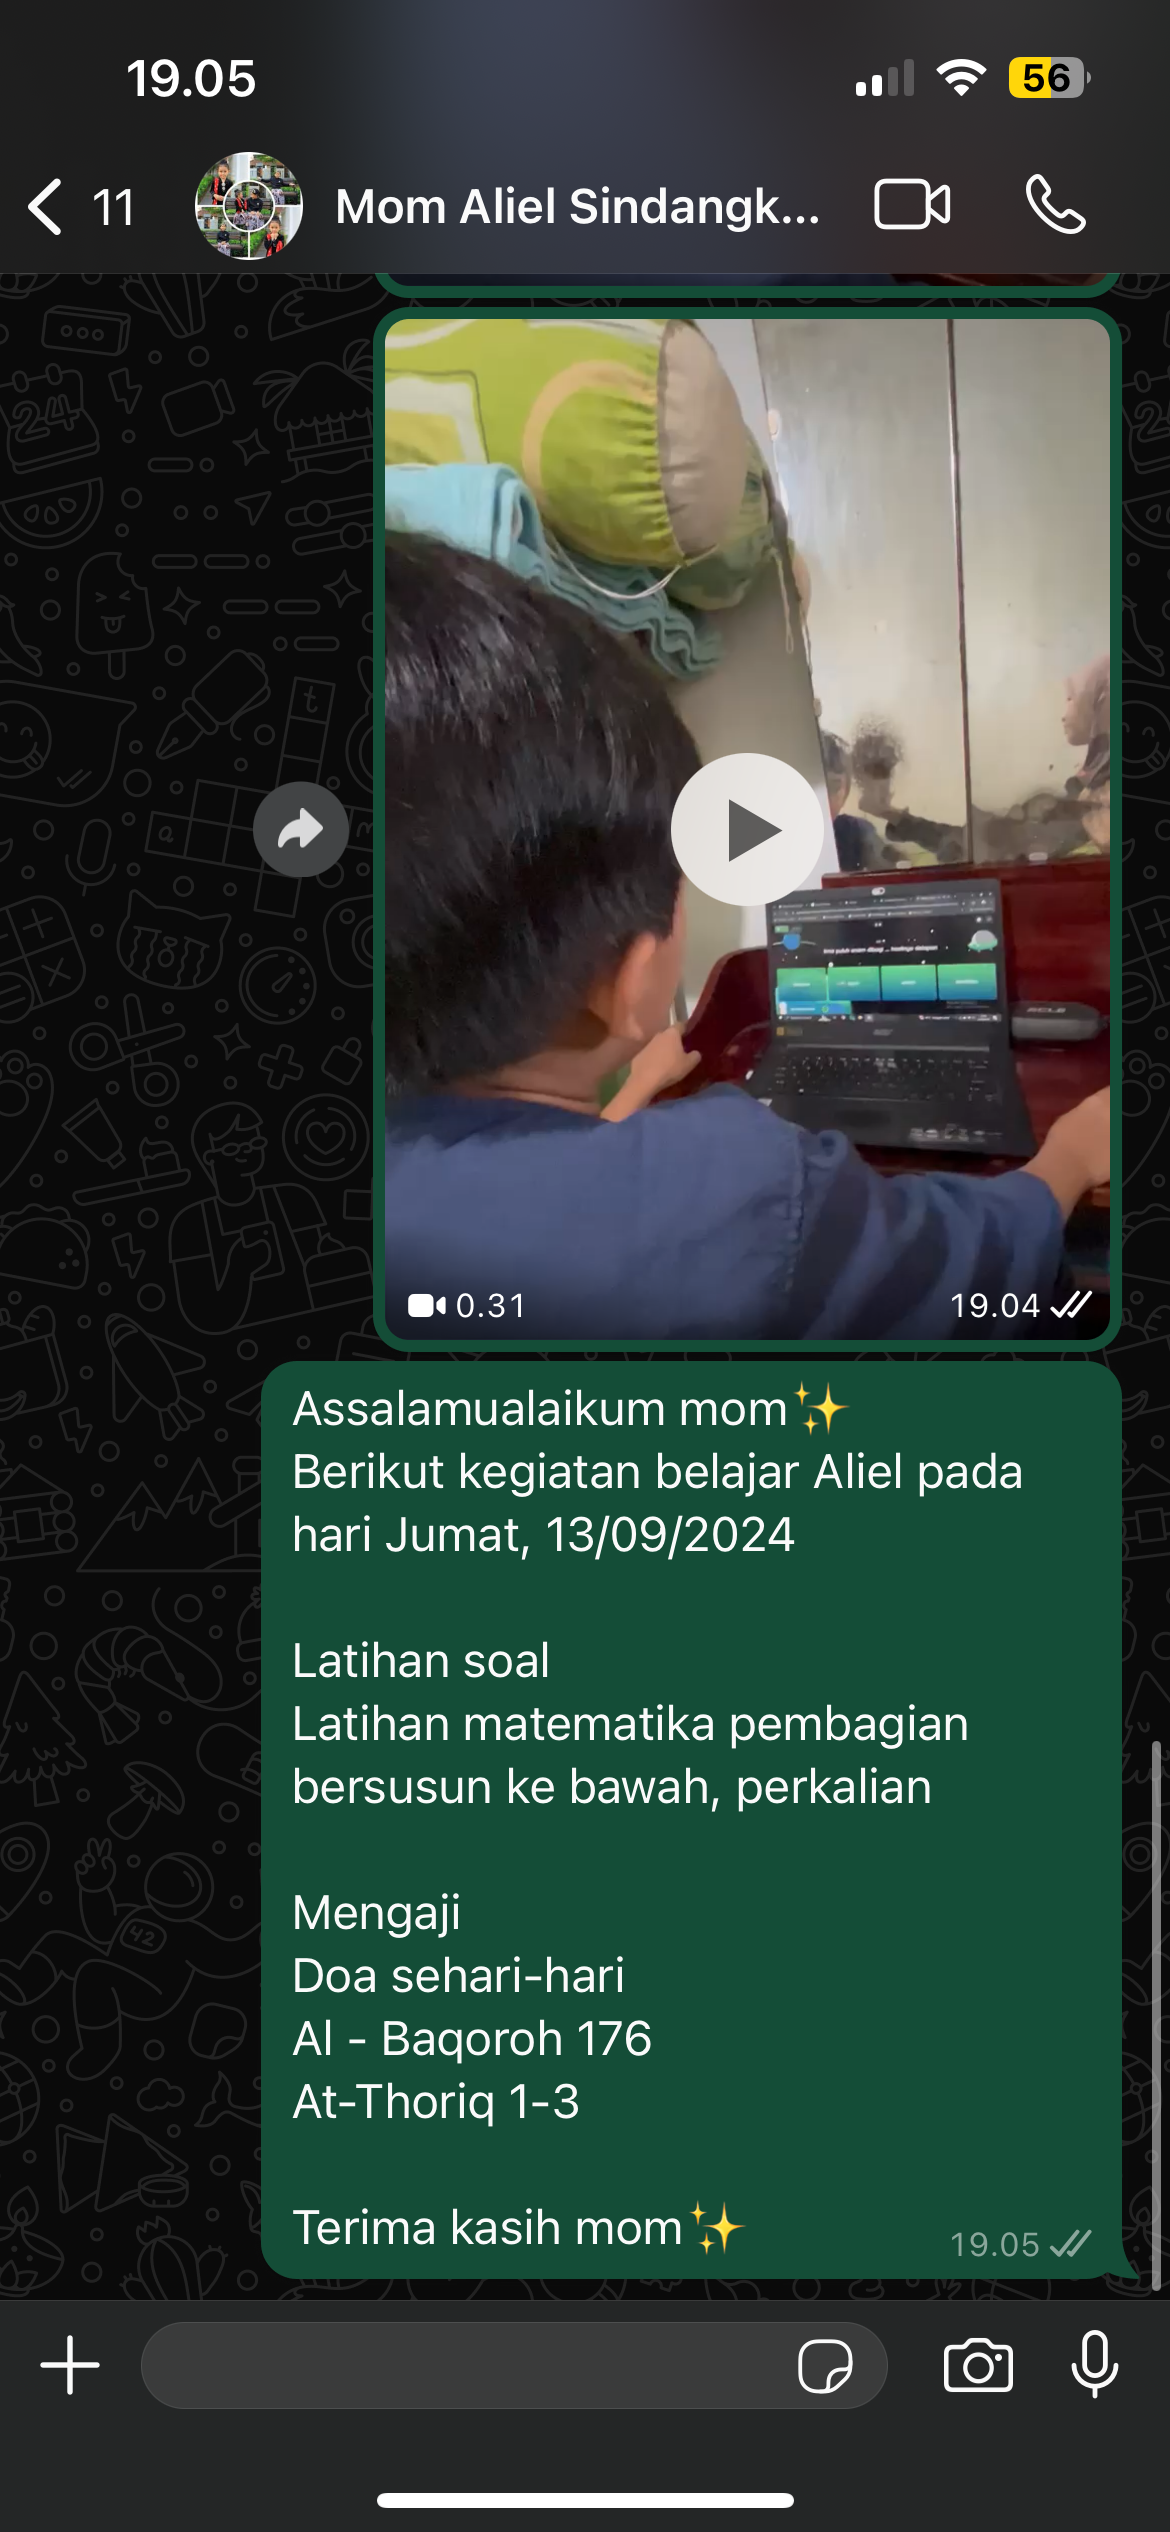 19.05
56
11
Mom Aliel Sindangk...
0.31
19.04
Assalamualaikum mom✨
Berikut kegiatan belajar Aliel pada
hari Jumat, 13/09/2024
Latihan soal
Latihan matematika pembagian
bersusun ke bawah, perkalian
Mengaji
Doa sehari-hari
Al - Baqoroh 176
At-Thoriq 1-3
Terima kasih mom✨
19.05